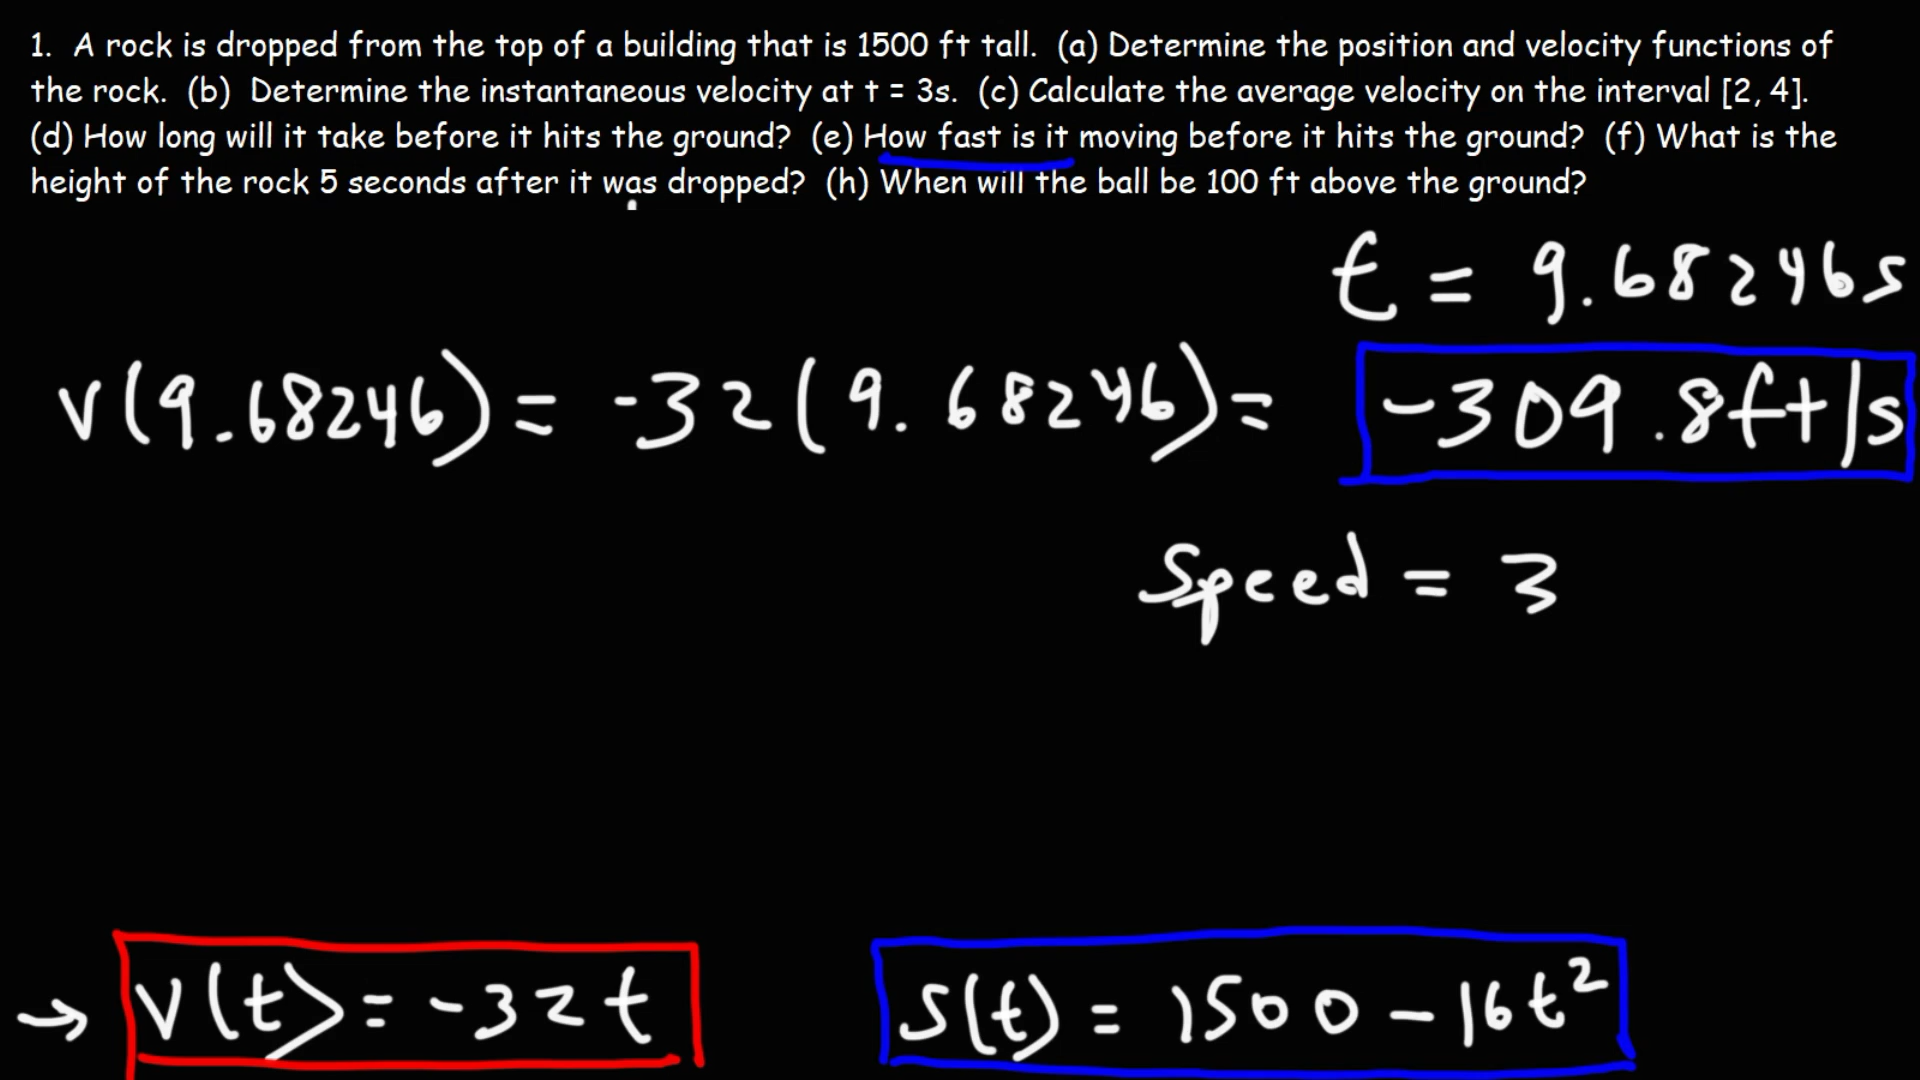 1. A rock is dropped from the top of a building that is 1500 ft tall. (a) Determine the position and velocity functions of
the rock. (b) Determine the instantaneous velocity at t = 3s. (c) Calculate the average velocity on the interval [2, 4].
(d) How long will it take before it hits the ground? (e) How fast is it moving before it hits the ground? (f) What is the
height of the rock 5 seconds after it was dropped? (h) When will the ball be 100 ft above the ground?
t = 9.68246s
v(9.68246) = -32(9.68246) = -309.8ft/s
Speed = 3
→ v(t) = -32t
s(t) = 1500 - 16t²